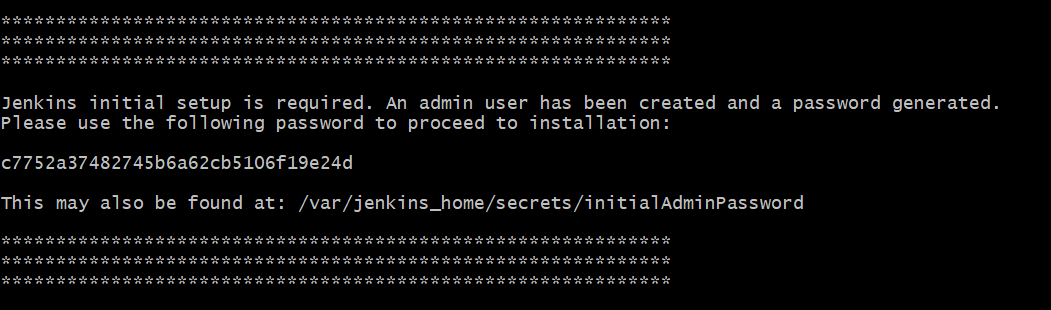 *************************************************************
*************************************************************
*************************************************************
Jenkins initial setup is required. An admin user has been created and a password generated.
Please use the following password to proceed to installation:
c7752a37482745b6a62cb5106f19e24d
This may also be found at: /var/jenkins_home/secrets/initialAdminPassword
*************************************************************
*************************************************************
*************************************************************